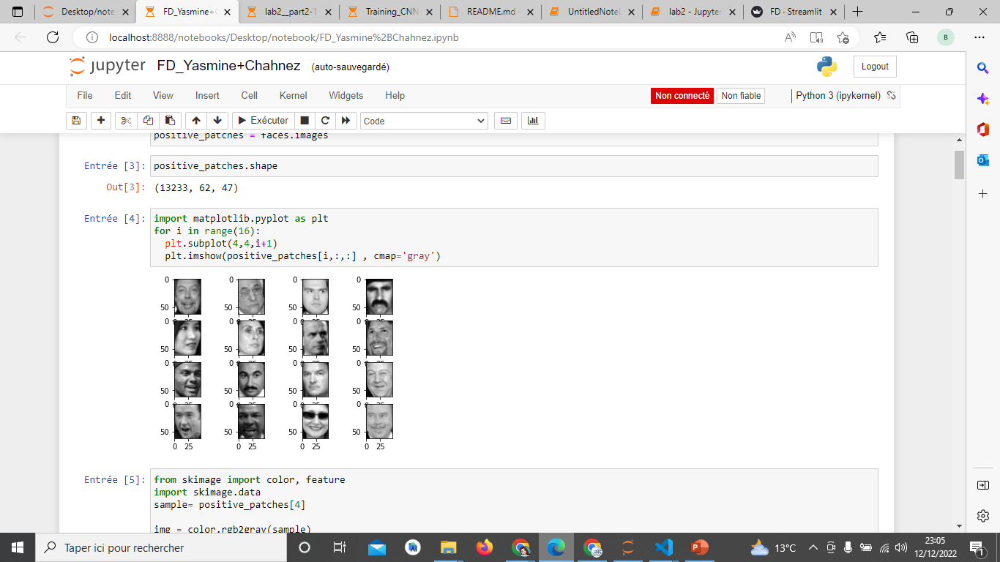 Desktop/note
FD_Yasmine+C
lab2__part2-1
Training_CNN
README.md -
UntitledNoteb
lab2 - Jupyter
FD · Streamlit
localhost:8888/notebooks/Desktop/notebook/FD_Yasmine%2BChahnez.ipynb
B
jupyter FD_Yasmine+Chahnez (auto-sauvegardé)
Logout
File Edit View Insert Cell Kernel Widgets Help
Non connecté Non fiable Python 3 (ipykernel)
Exécuter Code
positive_patches = faces.images
Entrée [3]: positive_patches.shape
Out[3]: (13233, 62, 47)
Entrée [4]: import matplotlib.pyplot as plt
for i in range(16):
plt.subplot(4,4,i+1)
plt.imshow(positive_patches[i,:,:] , cmap='gray')
0 0 0 0
50 50 50 50
0 0 0 0
50 50 50 50
0 0 0 0
50 50 50 50
0 0 0 0
50 50 50 50
0 25 0 25 0 25 0 25
Entrée [5]: from skimage import color, feature
import skimage.data
sample= positive_patches[4]
img = color.rgb2gray(sample)
Taper ici pour rechercher
13°C
23:05
12/12/2022
1